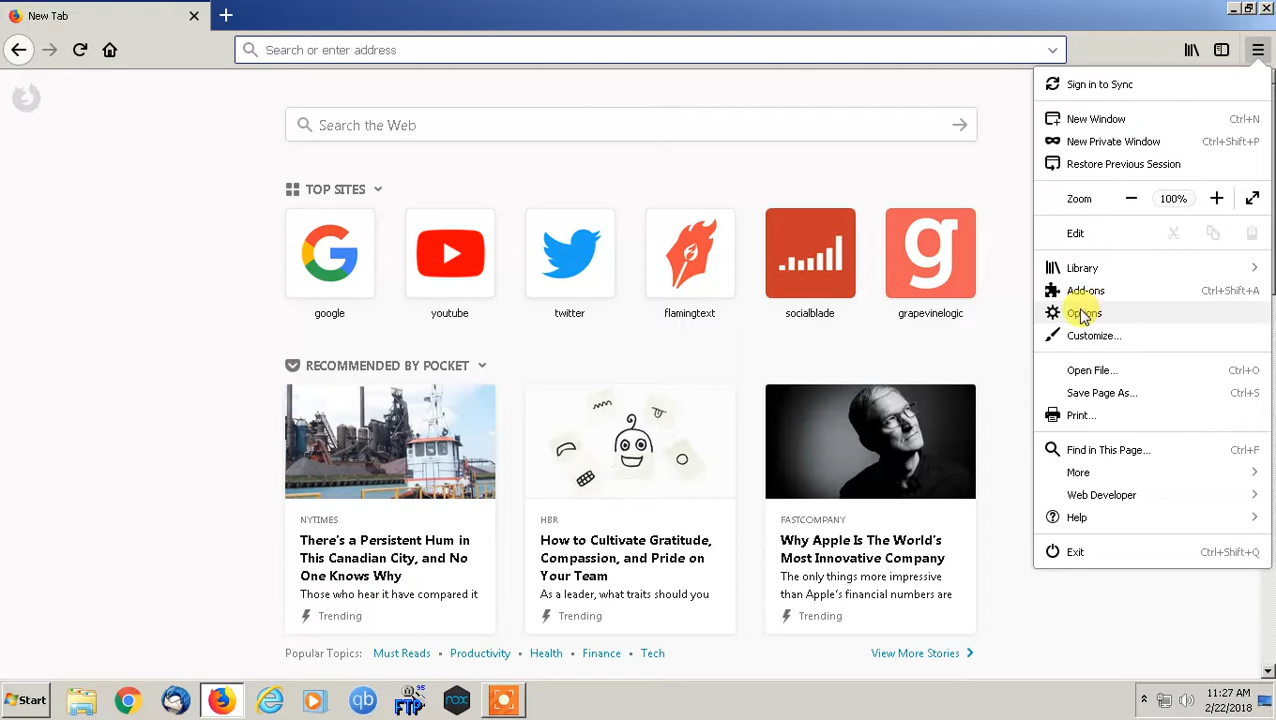 New Tab
Search or enter address
Search the Web
TOP SITES
google
youtube
twitter
flamingtext
socialblade
grapevinelogic
RECOMMENDED BY POCKET
NYTIMES
There's a Persistent Hum in
This Canadian City, and No
One Knows Why
Those who hear it have compared it
Trending
HBR
How to Cultivate Gratitude,
Compassion, and Pride on
Your Team
As a leader, what traits should you
Trending
FASTCOMPANY
Why Apple Is The World's
Most Innovative Company
The only things more impressive
than Apple's financial numbers are
Trending
Popular Topics: Must Reads • Productivity • Health • Finance • Tech
View More Stories
Sign in to Sync
New Window Ctrl+N
New Private Window Ctrl+Shift+P
Restore Previous Session
Zoom 100%
Edit
Library
Add-ons Ctrl+Shift+A
Options
Customize...
Open File... Ctrl+O
Save Page As... Ctrl+S
Print...
Find in This Page... Ctrl+F
More
Web Developer
Help
Exit Ctrl+Shift+Q
Start
qb
95
FTP
nox
11:27 AM
2/22/2018